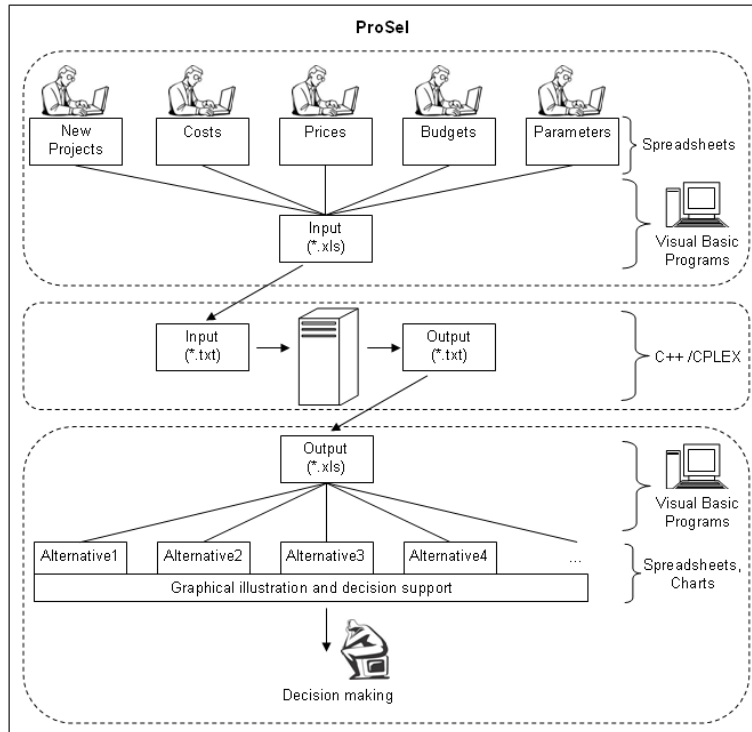 ProSel
New
Projects
Costs
Prices
Budgets
Parameters
Spreadsheets
Input
(*.xls)
Visual Basic
Programs
Input
(*.txt)
Output
(*.txt)
C++ /CPLEX
Output
(*.xls)
Visual Basic
Programs
Alternative1
Alternative2
Alternative3
Alternative4
...
Graphical illustration and decision support
Spreadsheets,
Charts
Decision making